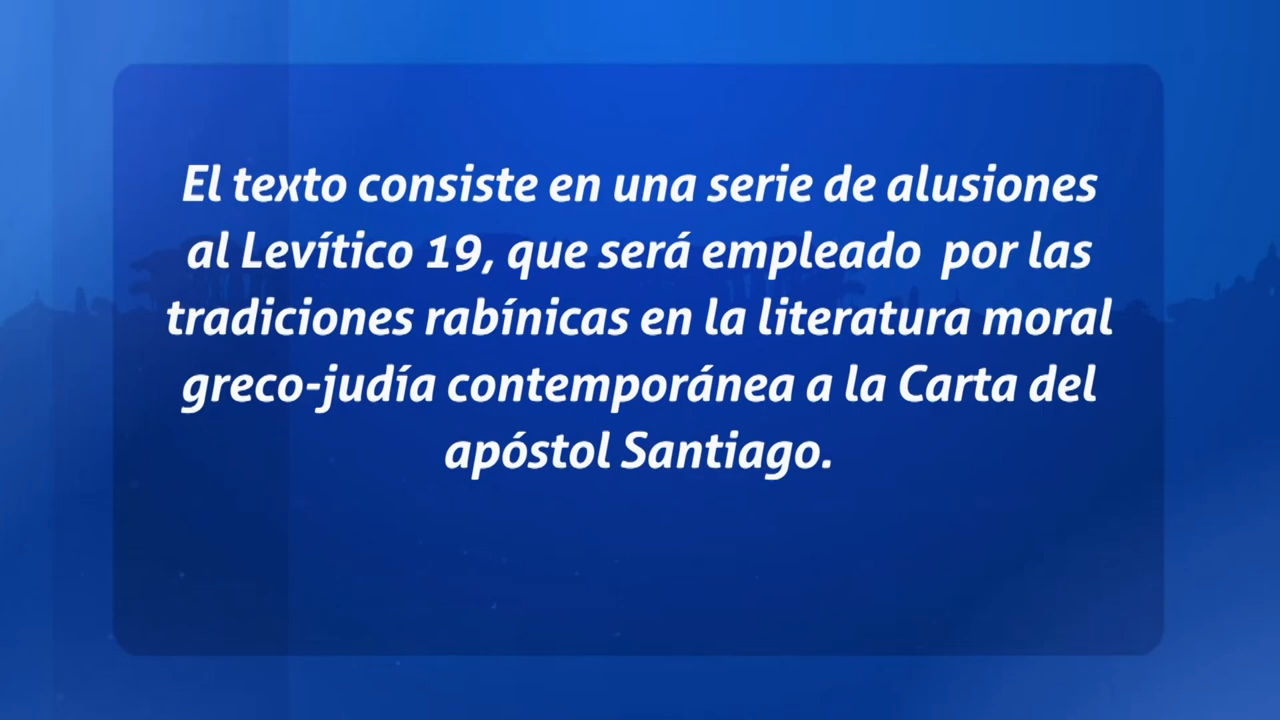 El texto consiste en una serie de alusiones
al Levítico 19, que será empleado  por las
tradiciones rabínicas en la literatura moral
greco-judía contemporánea a la Carta del
apóstol Santiago.